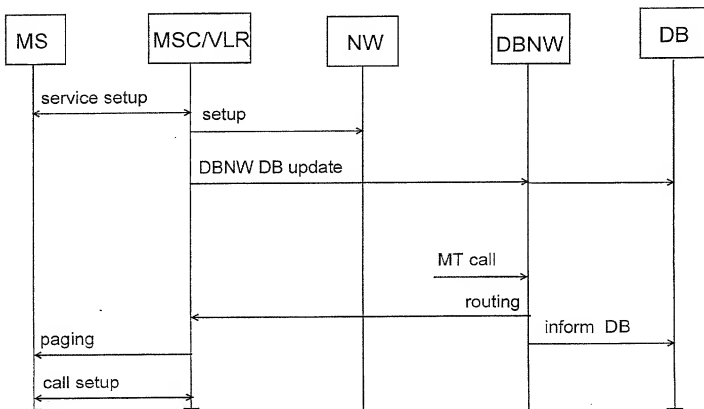 MS
MSC/VLR
NW
DBNW
DB
service setup
setup
DBNW DB update
MT call
routing
inform DB
paging
call setup